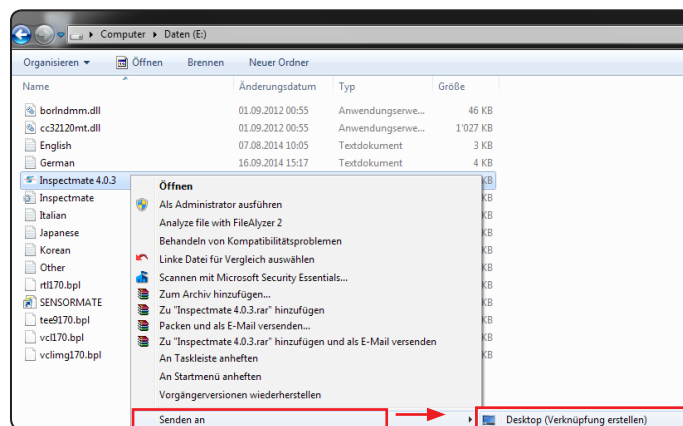 Computer ▸ Daten (E:)
Organisieren ▾ Öffnen Brennen Neuer Ordner
Name Änderungsdatum Typ Größe
borlndmm.dll 01.09.2012 00:55 Anwendungserwe... 46 KB
cc32120mt.dll 01.09.2012 00:55 Anwendungserwe... 1'027 KB
English 07.08.2014 10:05 Textdokument 3 KB
German 16.09.2014 15:17 Textdokument 4 KB
Inspectmate 4.0.3 KB
Inspectmate KB
Italian KB
Japanese KB
Korean KB
Other KB
rtl170.bpl KB
SENSORMATE KB
tee9170.bpl KB
vcl170.bpl KB
vclimg170.bpl KB
Öffnen
Als Administrator ausführen
Analyze file with FileAlyzer 2
Behandeln von Kompatibilitätsproblemen
Linke Datei für Vergleich auswählen
Scannen mit Microsoft Security Essentials...
Zum Archiv hinzufügen...
Zu "Inspectmate 4.0.3.rar" hinzufügen
Packen und als E-Mail versenden...
Zu "Inspectmate 4.0.3.rar" hinzufügen und als E-Mail versenden
An Taskleiste anheften
An Startmenü anheften
Vorgängerversionen wiederherstellen
Senden an
Desktop (Verknüpfung erstellen)